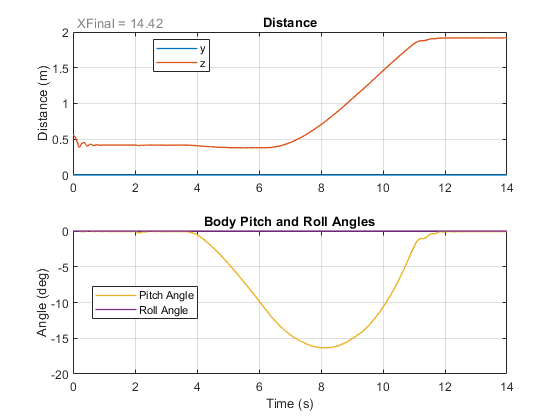 XFinal = 14.42
Distance
y
z
Distance (m)
2
1.5
1
0.5
0
0 2 4 6 8 10 12 14
Body Pitch and Roll Angles
Pitch Angle
Roll Angle
Angle (deg)
0
-5
-10
-15
-20
0 2 4 6 8 10 12 14
Time (s)